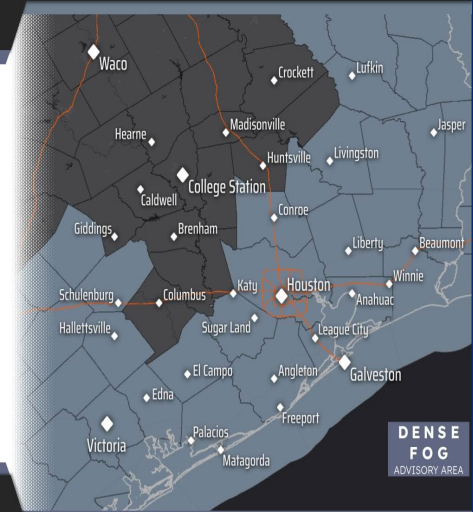 Waco
Crockett
Lufkin
Hearne
Madisonville
Jasper
Huntsville
Livingston
College Station
Caldwell
Conroe
Giddings
Brenham
Liberty
Beaumont
Winnie
Schulenburg
Columbus
Katy
Houston
Anahuac
Hallettsville
Sugar Land
League City
El Campo
Angleton
Galveston
Edna
Freeport
Victoria
Palacios
Matagorda
DENSE
FOG
ADVISORY AREA